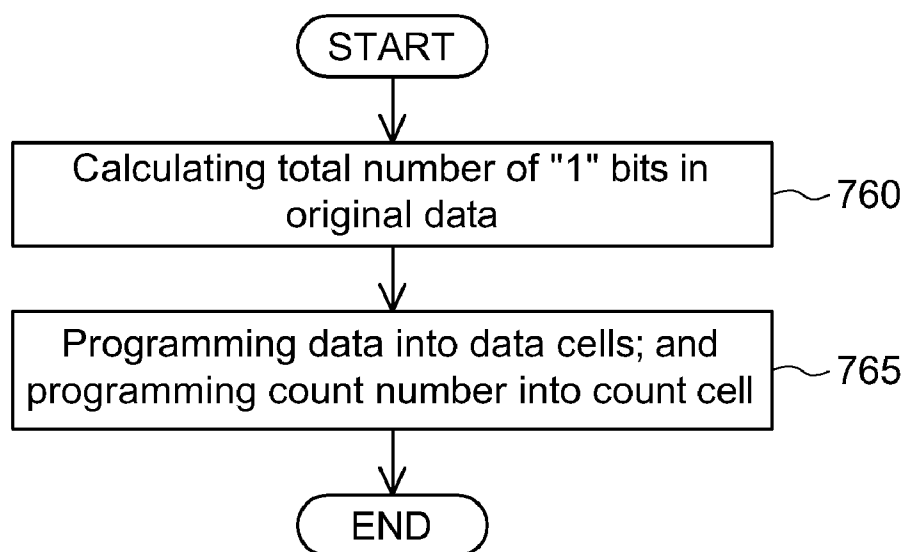 START
Calculating total number of "1" bits in
original data
760
Programming data into data cells; and
programming count number into count cell
765
END